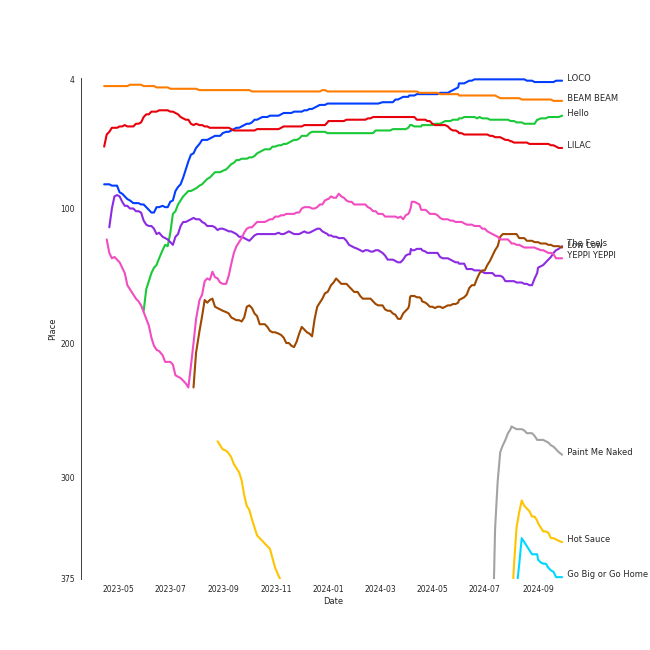 4
100
200
300
375
Place
2023-05
2023-07
2023-09
2023-11
2024-01
2024-03
2024-05
2024-07
2024-09
Date
LOCO
BEAM BEAM
Hello
LILAC
The Feels
YEPPI YEPPI
Paint Me Naked
Hot Sauce
Go Big or Go Home